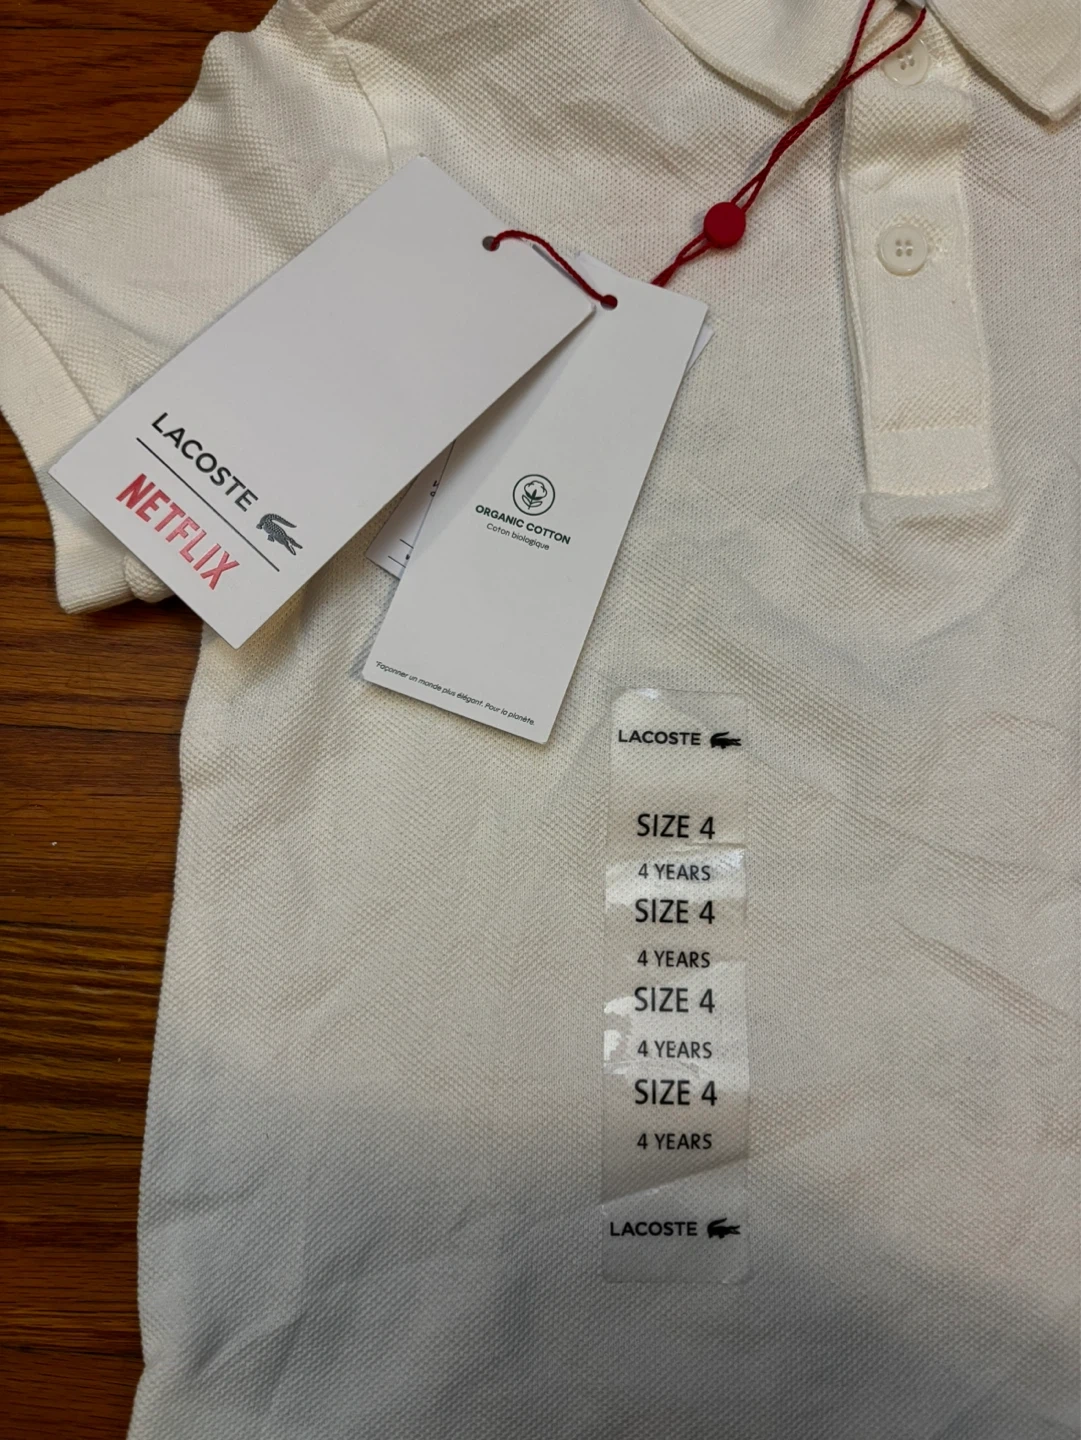 LACOSTE
NETFLIX
ORGANIC COTTON
Coton biologique
"Façonner un monde plus élégant. Pour la planète.
LACOSTE
SIZE 4
4 YEARS
SIZE 4
4 YEARS
SIZE 4
4 YEARS
SIZE 4
4 YEARS
LACOSTE